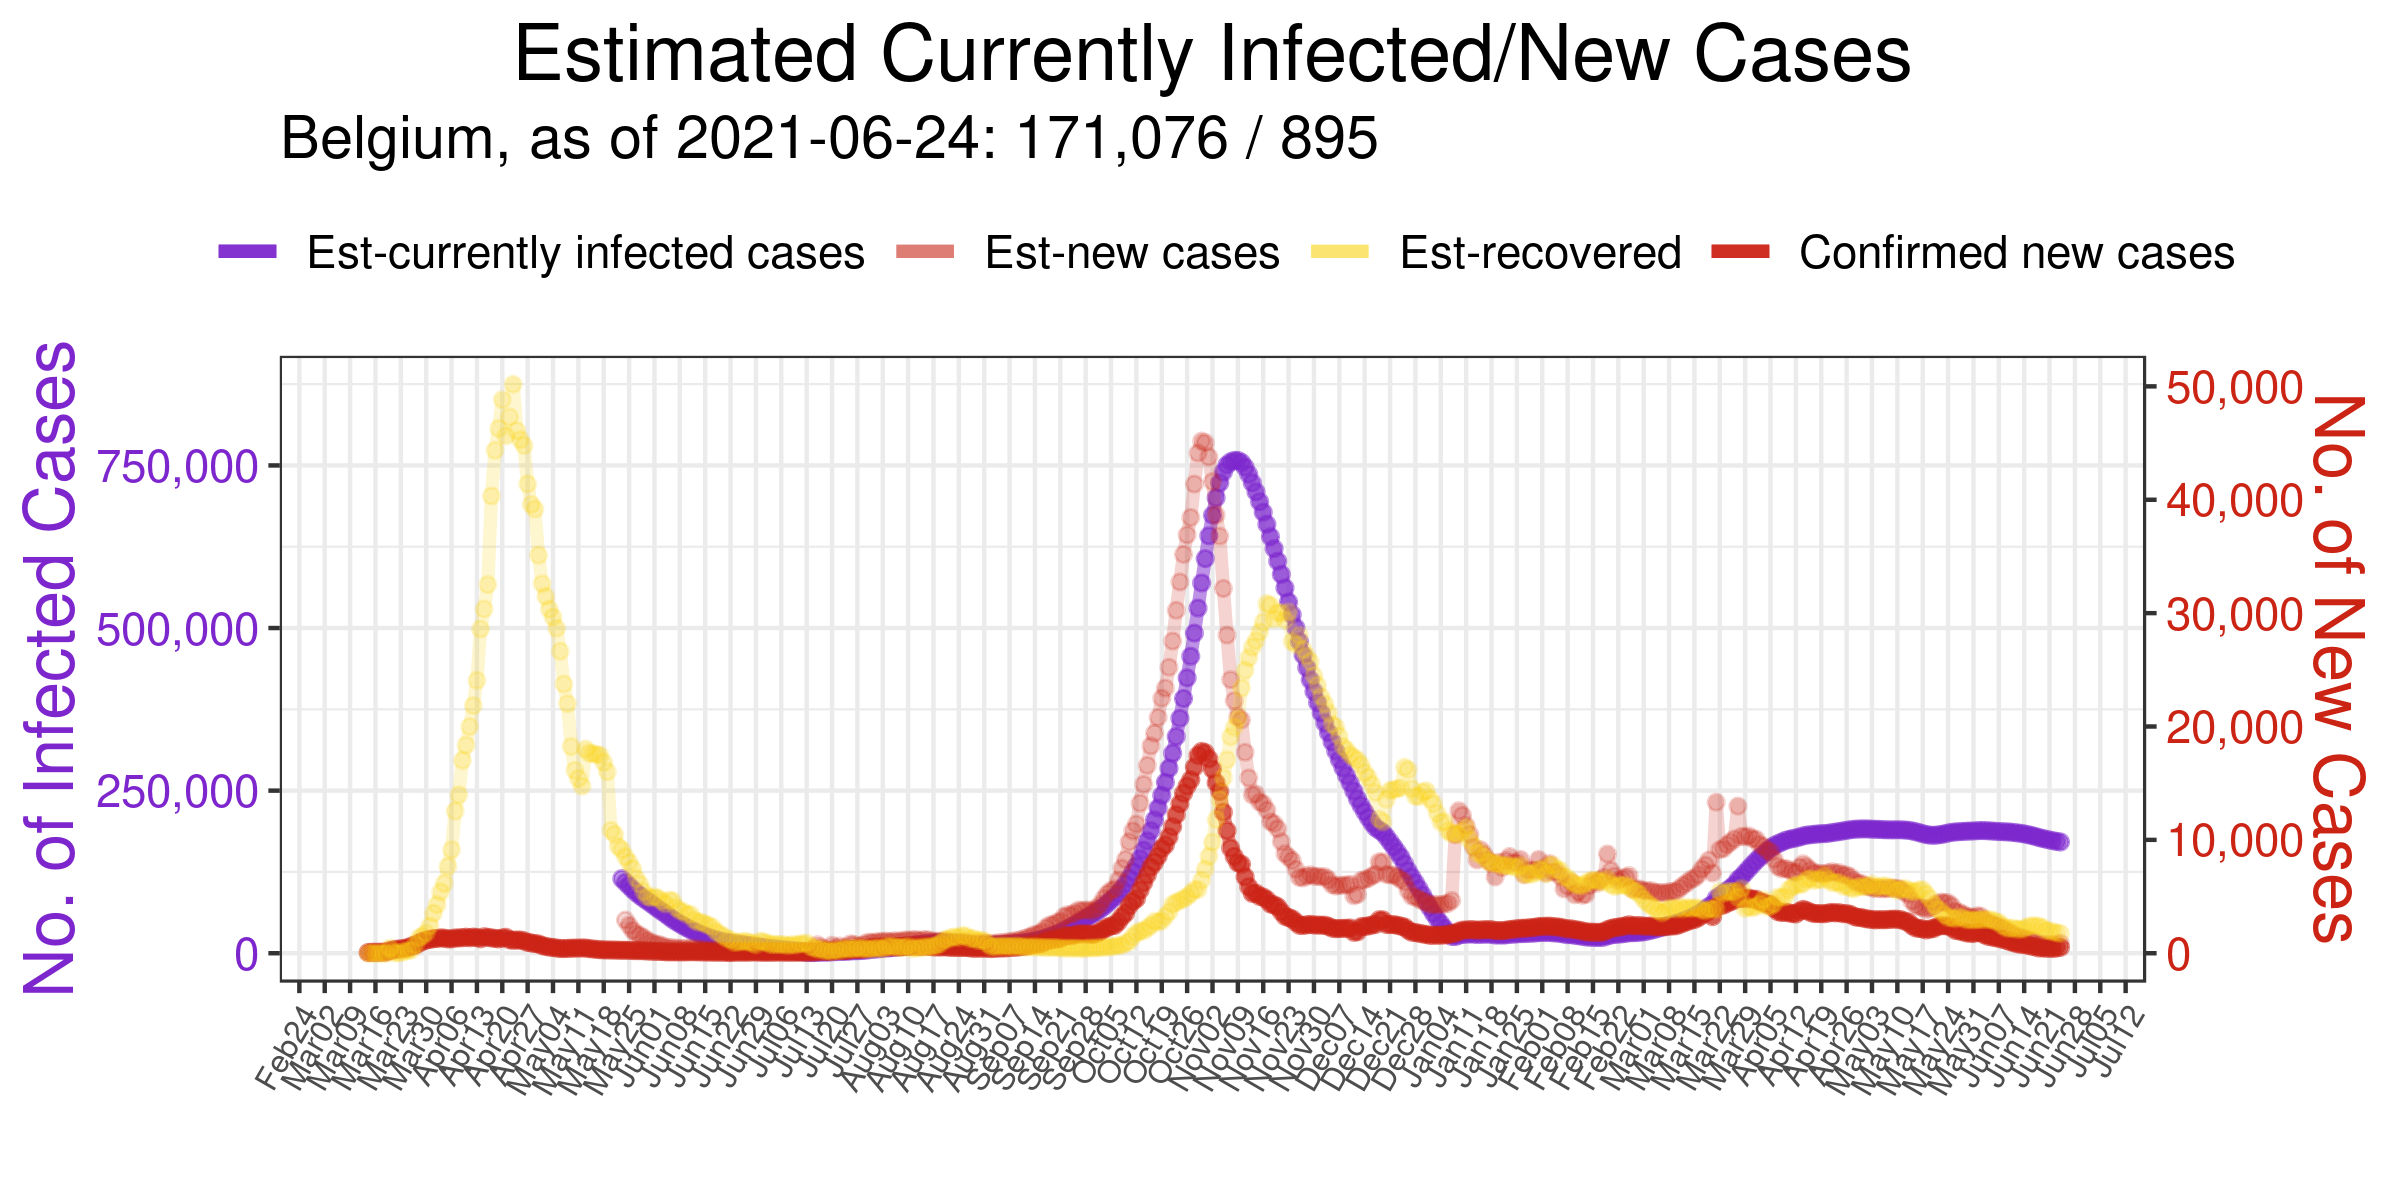 Estimated Currently Infected/New Cases
Belgium, as of 2021-06-24: 171,076 / 895
Est-currently infected cases
Est-new cases
Est-recovered
Confirmed new cases
No. of Infected Cases
750,000
500,000
250,000
0
50,000
40,000
30,000
20,000
10,000
0
No. of New Cases
Feb24
Mar02
Mar09
Mar16
Mar23
Mar30
Apr06
Apr13
Apr20
Apr27
May04
May11
May18
May25
Jun01
Jun08
Jun15
Jun22
Jun29
Jul06
Jul13
Jul20
Jul27
Aug03
Aug10
Aug17
Aug24
Aug31
Sep07
Sep14
Sep21
Sep28
Oct05
Oct12
Oct19
Oct26
Nov02
Nov09
Nov16
Nov23
Nov30
Dec07
Dec14
Dec21
Dec28
Jan04
Jan11
Jan18
Jan25
Feb01
Feb08
Feb15
Feb22
Mar01
Mar08
Mar15
Mar22
Mar29
Apr05
Apr12
Apr19
Apr26
May03
May10
May17
May24
May31
Jun07
Jun14
Jun21
Jun28
Jul05
Jul12